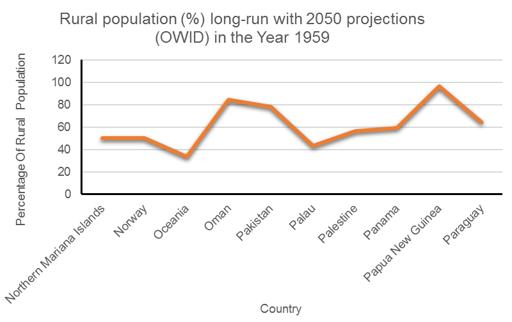 Rural population (%) long-run with 2050 projections
(OWID) in the Year 1959
Percentage Of Rural Population
120
100
80
60
40
20
0
Northern Mariana Islands
Norway
Oceania
Oman
Pakistan
Palau
Palestine
Panama
Papua New Guinea
Paraguay
Country